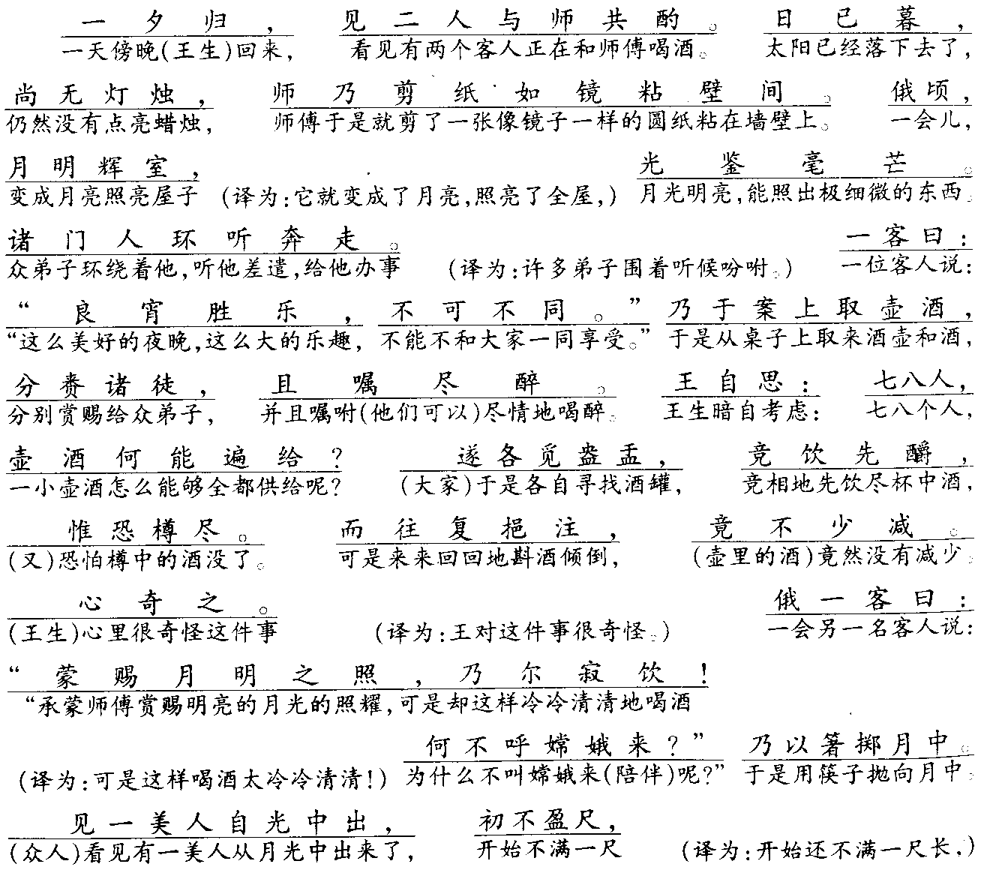 一夕归， 见二人与师共酌。 日已暮，
一天傍晚(王生)回来， 看见有两个客人正在和师傅喝酒。 太阳已经落下去了，
尚无灯烛， 师乃剪纸如镜粘壁间。 俄顷，
仍然没有点亮蜡烛， 师傅于是就剪了一张像镜子一样的圆纸粘在墙壁上。 一会儿，
月明辉室， 光鉴毫芒。
变成月亮照亮屋子 (译为:它就变成了月亮,照亮了全屋,) 月光明亮,能照出极细微的东西。
诸门人环听奔走。 一客曰：
众弟子环绕着他,听他差遣,给他办事 (译为:许多弟子围着听候吩咐。) 一位客人说：
“良宵胜乐， 不可不同。” 乃于案上取壶酒，
“这么美好的夜晚,这么大的乐趣， 不能不和大家一同享受。” 于是从桌子上取来酒壶和酒，
分赉诸徒， 且嘱尽醉。 王自思： 七八人，
分别赏赐给众弟子， 并且嘱咐(他们可以)尽情地喝醉。 王生暗自考虑： 七八个人，
壶酒何能遍给？ 遂各觅盎盂， 竞饮先釂，
一小壶酒怎么能够全都供给呢？ (大家)于是各自寻找酒罐， 竞相地先饮尽杯中酒，
惟恐樽尽。 而往复挹注， 竟不少减。
(又)恐怕樽中的酒没了。 可是来来回回地斟酒倾倒， (壶里的酒)竟然没有减少。
心奇之。 俄一客曰：
(王生)心里很奇怪这件事 (译为:王对这件事很奇怪。) 一会另一名客人说：
“蒙赐月明之照，乃尔寂饮！
“承蒙师傅赏赐明亮的月光的照耀,可是却这样冷冷清清地喝酒
何不呼嫦娥来？” 乃以箸掷月中。
(译为:可是这样喝酒太冷冷清清!) 为什么不叫嫦娥来(陪伴)呢?” 于是用筷子抛向月中。
见一美人自光中出， 初不盈尺，
(众人)看见有一美人从月光中出来了， 开始不满一尺 (译为:开始还不满一尺长,)